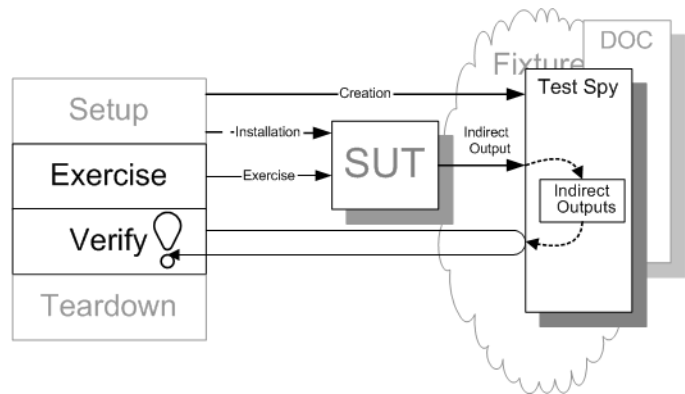 DOC
Fixture
Test Spy
Creation
Setup
-Installation
Indirect
Output
SUT
Exercise
Exercise
Indirect
Outputs
Verify
Teardown